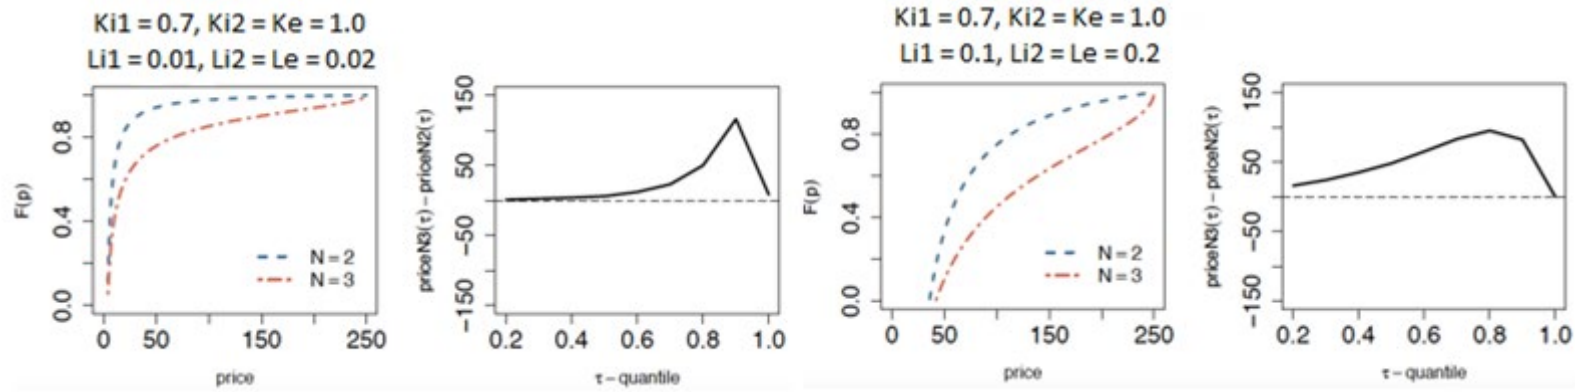 Ki1 = 0.7, Ki2 = Ke = 1.0
Li1 = 0.01, Li2 = Le = 0.02
F(p)
0.0 0.4 0.8
N = 2
N = 3
0 50 150 250
price
priceN3(τ) – priceN2(τ)
−150 −50 50 150
0.2 0.4 0.6 0.8 1.0
τ – quantile
Ki1 = 0.7, Ki2 = Ke = 1.0
Li1 = 0.1, Li2 = Le = 0.2
F(p)
0.0 0.4 0.8
N = 2
N = 3
0 50 150 250
price
priceN3(τ) – priceN2(τ)
−150 −50 50 150
0.2 0.4 0.6 0.8 1.0
τ – quantile